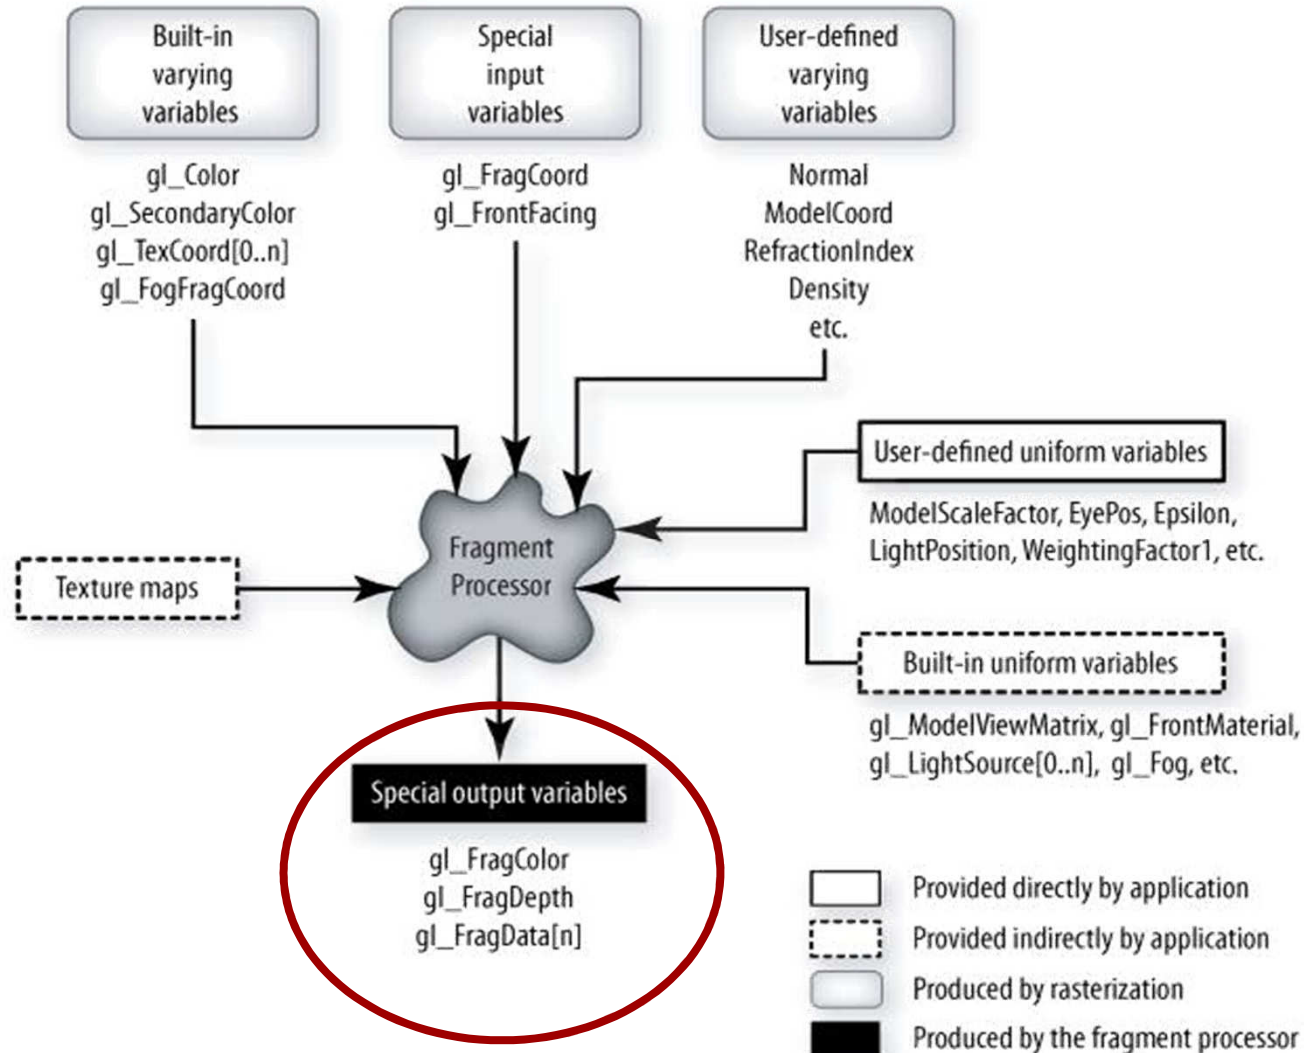 Built-in
varying
variables
Special
input
variables
User-defined
varying
variables
gl_Color
gl_SecondaryColor
gl_TexCoord[0..n]
gl_FogFragCoord
gl_FragCoord
gl_FrontFacing
Normal
ModelCoord
RefractionIndex
Density
etc.
User-defined uniform variables
ModelScaleFactor, EyePos, Epsilon,
LightPosition, WeightingFactor1, etc.
Fragment
Processor
Texture maps
Built-in uniform variables
gl_ModelViewMatrix, gl_FrontMaterial,
gl_LightSource[0..n], gl_Fog, etc.
Special output variables
gl_FragColor
gl_FragDepth
gl_FragData[n]
Provided directly by application
Provided indirectly by application
Produced by rasterization
Produced by the fragment processor